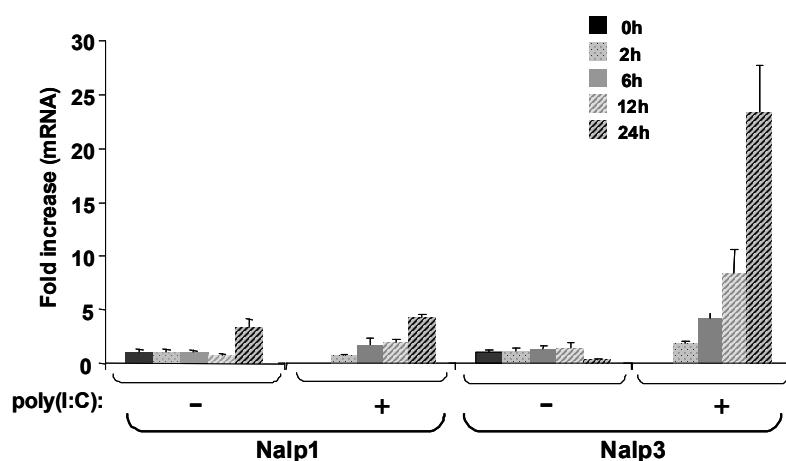 0h
2h
6h
12h
24h
Fold increase (mRNA)
30
25
20
15
10
5
0
poly(I:C): - + - +
Nalp1 Nalp3